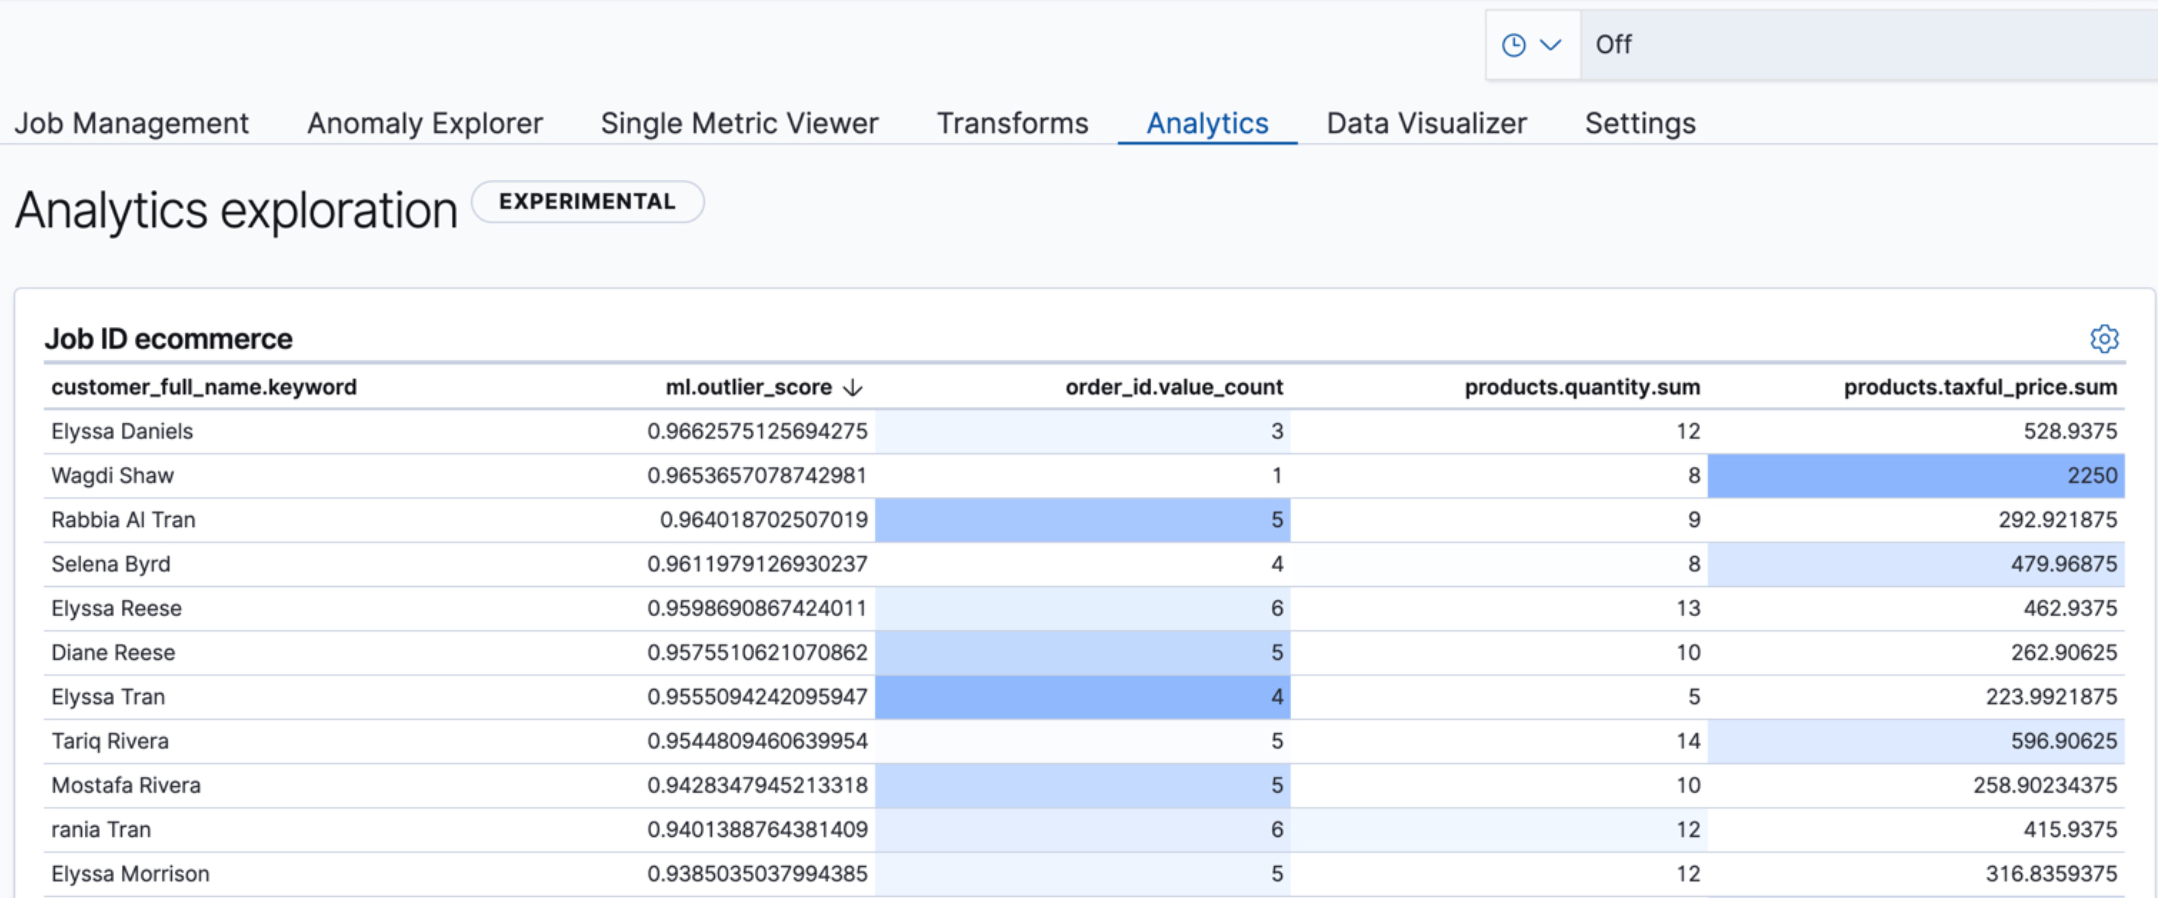 Off
Job Management Anomaly Explorer Single Metric Viewer Transforms Analytics Data Visualizer Settings
Analytics exploration EXPERIMENTAL
Job ID ecommerce
customer_full_name.keyword ml.outlier_score ↓ order_id.value_count products.quantity.sum products.taxful_price.sum
Elyssa Daniels 0.9662575125694275 3 12 528.9375
Wagdi Shaw 0.9653657078742981 1 8 2250
Rabbia Al Tran 0.964018702507019 5 9 292.921875
Selena Byrd 0.9611979126930237 4 8 479.96875
Elyssa Reese 0.9598690867424011 6 13 462.9375
Diane Reese 0.9575510621070862 5 10 262.90625
Elyssa Tran 0.9555094242095947 4 5 223.9921875
Tariq Rivera 0.9544809460639954 5 14 596.90625
Mostafa Rivera 0.9428347945213318 5 10 258.90234375
rania Tran 0.9401388764381409 6 12 415.9375
Elyssa Morrison 0.9385035037994385 5 12 316.8359375